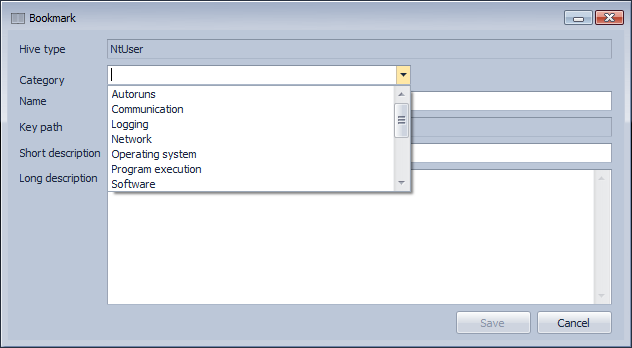 Bookmark
Hive type NtUser
Category
Autoruns
Name
Communication
Logging
Key path
Network
Short description
Operating system
Program execution
Long description
Software
Save Cancel